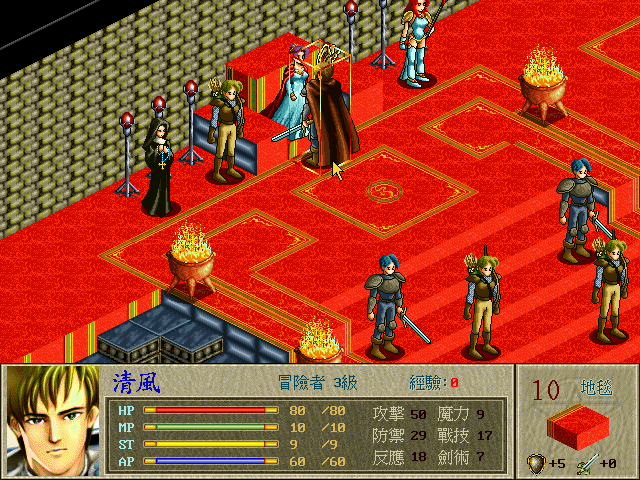 清風 冒險者 3級 經驗:0
HP 80 /80 攻擊 50 魔力 9
MP 10 /10 防禦 29 戰技 17
ST 9 /9 反應 18 劍術 7
AP 60 /60
10 地毯
+5 +0